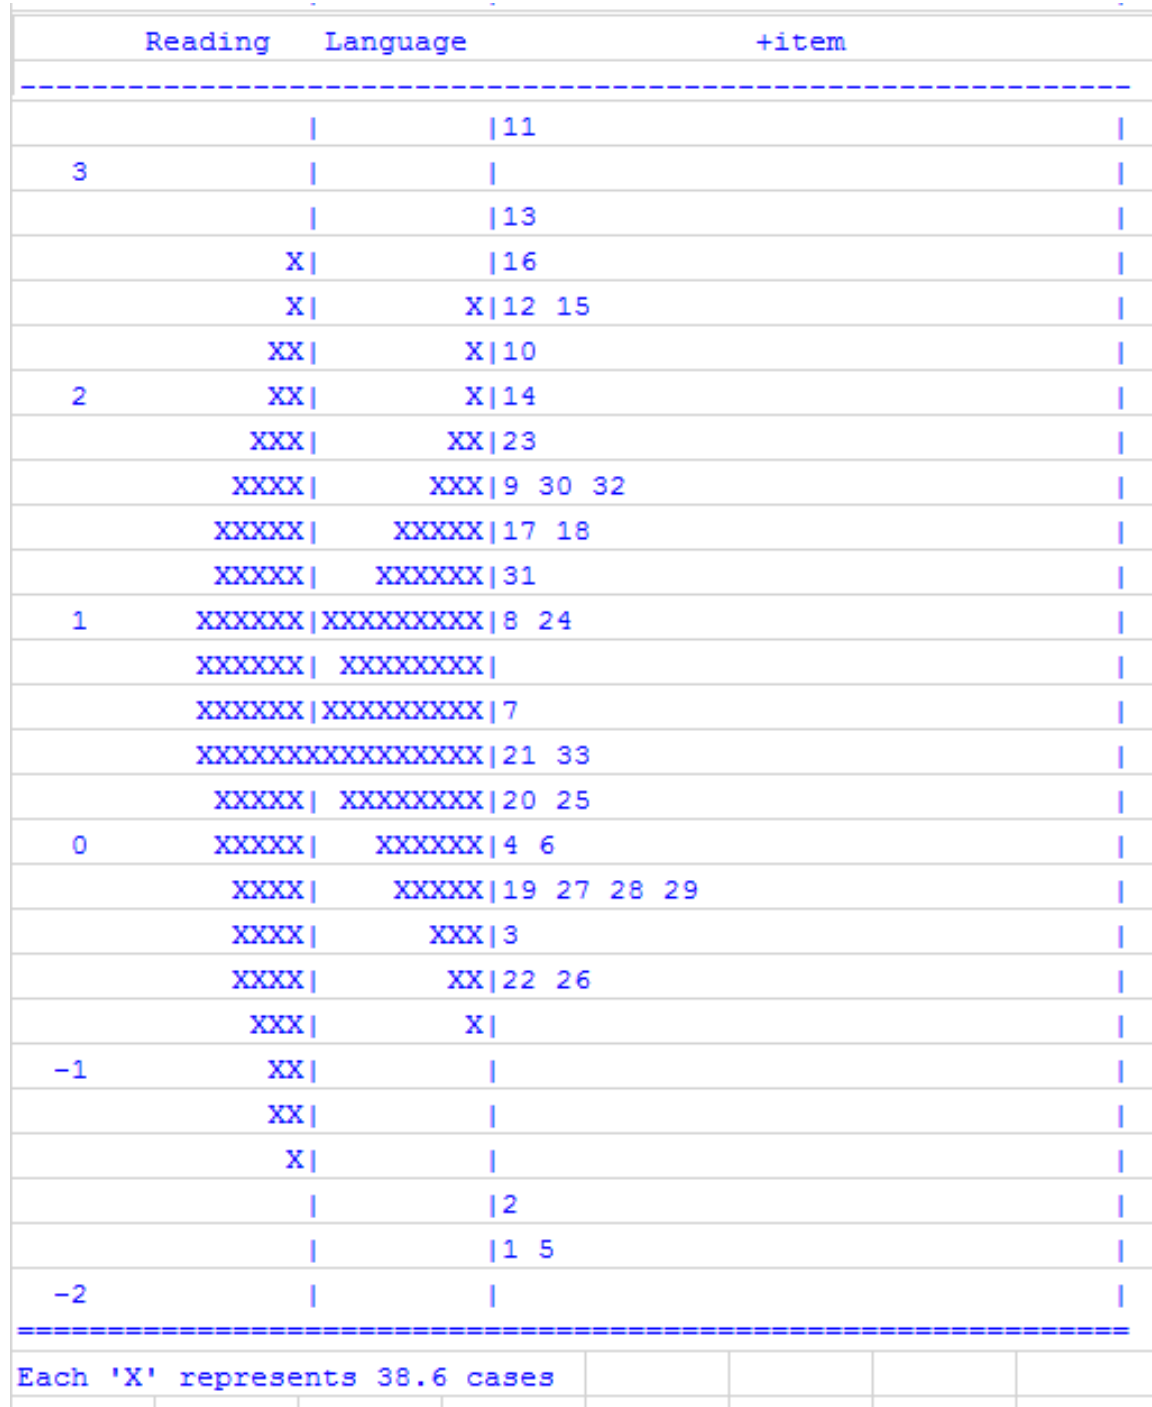 Reading   Language                +item
--------------------------------------------------------------
                |         |11                                |
   3            |         |                                  |
                |         |13                                |
               X|         |16                                |
               X|        X|12 15                             |
              XX|        X|10                                |
   2          XX|        X|14                                |
             XXX|       XX|23                                |
            XXXX|      XXX|9 30 32                           |
           XXXXX|    XXXXX|17 18                             |
           XXXXX|   XXXXXX|31                                |
   1      XXXXXX|XXXXXXXXX|8 24                              |
          XXXXXX| XXXXXXXX|                                  |
          XXXXXX|XXXXXXXXX|7                                 |
          XXXXXXXXXXXXXXXX|21 33                             |
           XXXXX| XXXXXXXX|20 25                             |
   0       XXXXX|   XXXXXX|4 6                               |
            XXXX|    XXXXX|19 27 28 29                       |
            XXXX|      XXX|3                                 |
            XXXX|       XX|22 26                             |
             XXX|        X|                                  |
  -1          XX|         |                                  |
              XX|         |                                  |
               X|         |                                  |
                |         |2                                 |
                |         |1 5                               |
  -2            |         |                                  |
==============================================================
Each 'X' represents 38.6 cases